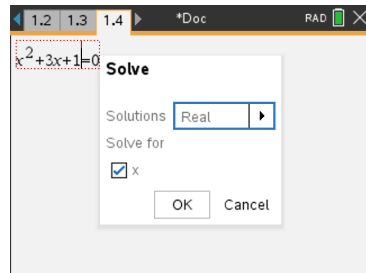 1.2 1.3 1.4 *Doc RAD
x²+3x+1=0
Solve
Solutions Real
Solve for
x
OK Cancel